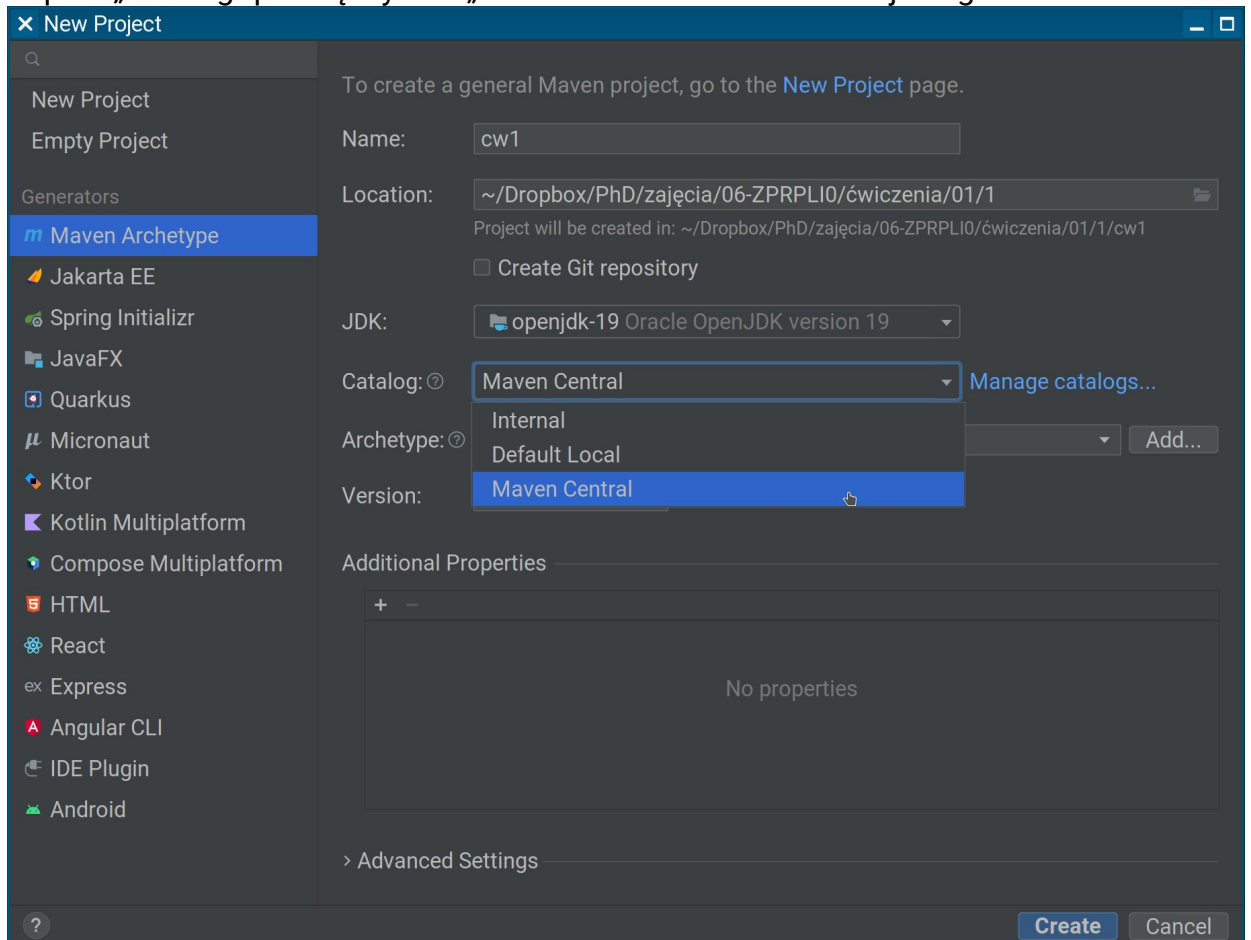 New Project
New Project
Empty Project
Generators
Maven Archetype
Jakarta EE
Spring Initializr
JavaFX
Quarkus
Micronaut
Ktor
Kotlin Multiplatform
Compose Multiplatform
HTML
React
ex Express
Angular CLI
IDE Plugin
Android
To create a general Maven project, go to the New Project page.
Name: cw1
Location: ~/Dropbox/PhD/zajęcia/06-ZPRPLI0/ćwiczenia/01/1
Project will be created in: ~/Dropbox/PhD/zajęcia/06-ZPRPLI0/ćwiczenia/01/1/cw1
Create Git repository
JDK: openjdk-19 Oracle OpenJDK version 19
Catalog: Maven Central Manage catalogs...
Internal
Archetype: Add...
Default Local
Maven Central
Version:
Additional Properties
No properties
Advanced Settings
? Create Cancel